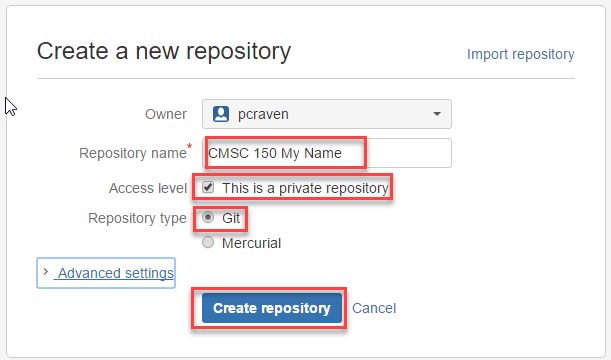 Create a new repository
Import repository
Owner pcraven
Repository name* CMSC 150 My Name
Access level This is a private repository
Repository type Git
Mercurial
Advanced settings
Create repository Cancel